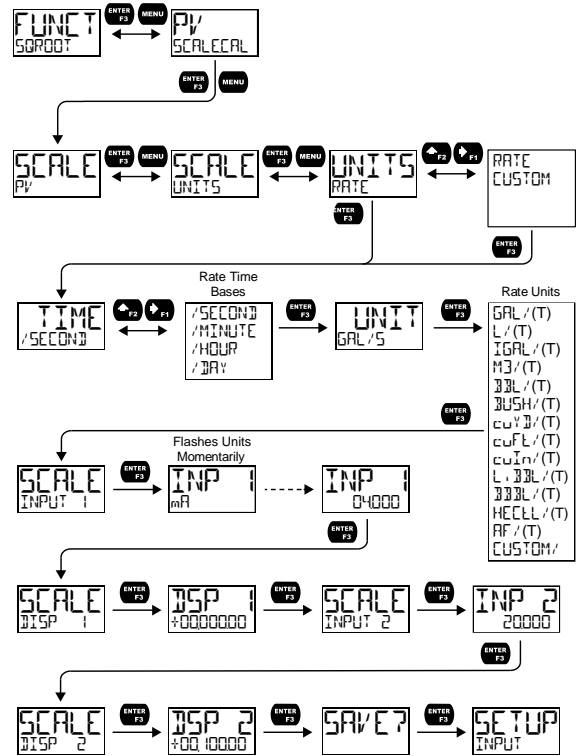 FUNCT
SQROOT
ENTER
F3
MENU
PV
SCALECAL
ENTER
F3
MENU
SCALE
PV
ENTER
F3
MENU
SCALE
UNITS
ENTER
F3
MENU
UNITS
RATE
F2
F1
RATE
CUSTOM
ENTER
F3
ENTER
F3
TIME
/SECOND
F2
F1
Rate Time
Bases
/SECOND
/MINUTE
/HOUR
/DAY
ENTER
F3
UNIT
GAL/S
ENTER
F3
Rate Units
GAL/(T)
L/(T)
IGAL/(T)
M3/(T)
BBL/(T)
BUSH/(T)
cuYD/(T)
cuFt/(T)
cuIn/(T)
LiBBL/(T)
BBBL/(T)
HECtL/(T)
AF/(T)
CUSTOM/
ENTER
F3
SCALE
INPUT 1
ENTER
F3
Flashes Units
Momentarily
INP 1
mA
INP 1
04.000
ENTER
F3
SCALE
DISP 1
ENTER
F3
DSP 1
+00,000.00
ENTER
F3
SCALE
INPUT 2
ENTER
F3
INP 2
20.000
ENTER
F3
SCALE
DISP 2
ENTER
F3
DSP 2
+00,100.00
ENTER
F3
SAVE?
ENTER
F3
SETUP
INPUT